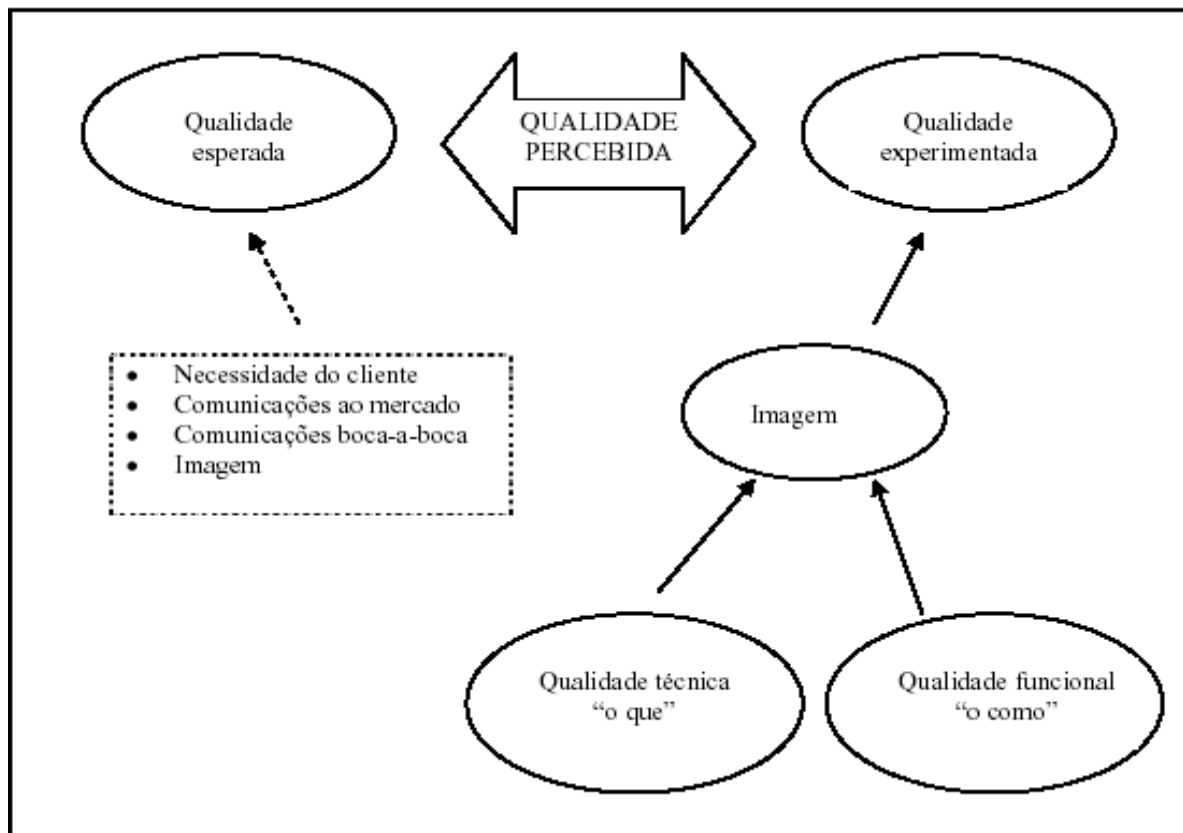 Qualidade
esperada
QUALIDADE
PERCEBIDA
Qualidade
experimentada
• Necessidade do cliente
• Comunicações ao mercado
• Comunicações boca-a-boca
• Imagem
Imagem
Qualidade técnica
“o que”
Qualidade funcional
“o como”